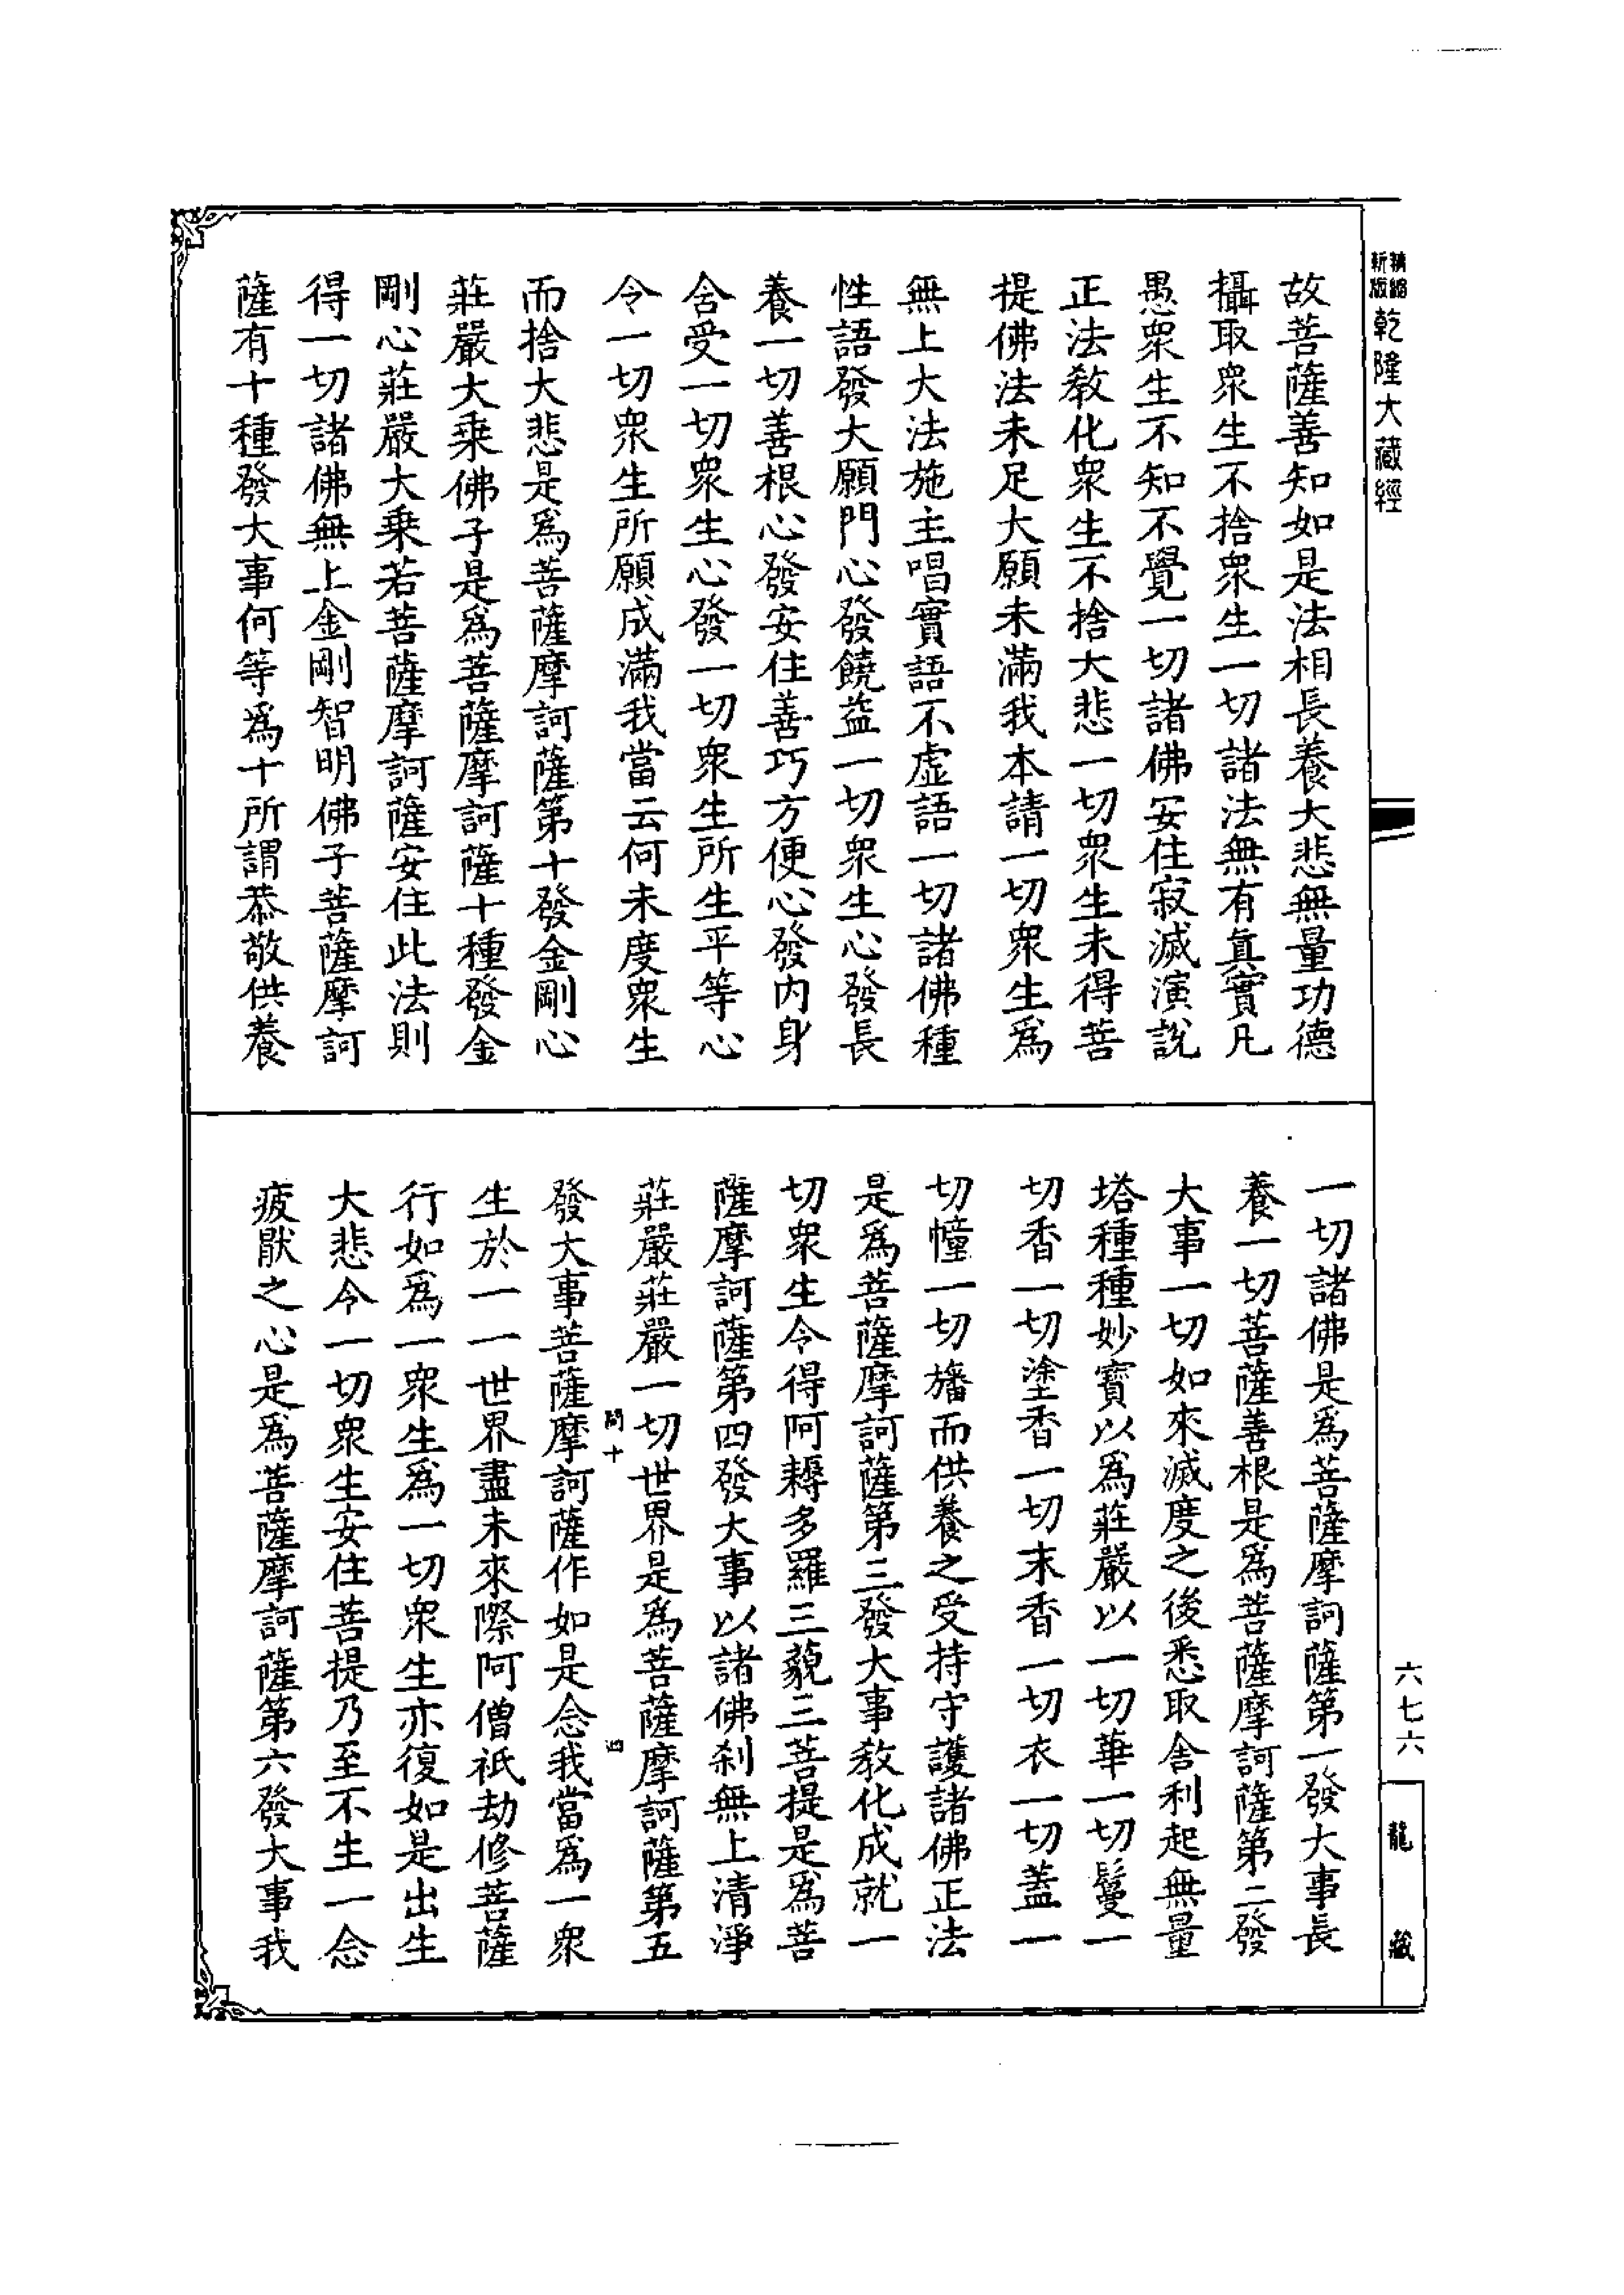 精縮新版乾隆大藏經
故菩薩善知如是法相長養大悲無量功德
攝取衆生不捨衆生一切諸法無有真實凡
愚衆生不知不覺一切諸佛安住寂滅演說
正法教化衆生不捨大悲一切衆生未得菩
提佛法未足大願未滿我本請一切衆生爲
無上大法施主唱實語不虛語一切諸佛種
性語發大願門心發饒益一切衆生心發長
養一切善根心發安住善巧方便心發内身
舍受一切衆生心發一切衆生所生平等心
令一切衆生所願成滿我當云何未度衆生
而捨大悲是爲菩薩摩訶薩第十發金剛心
莊嚴大乗佛子是爲菩薩摩訶薩十種發金
剛心莊嚴大乗若菩薩摩訶薩安住此法則
得一切諸佛無上金剛智明佛子菩薩摩訶
薩有十種發大事何等爲十所謂恭敬供養
一切諸佛是爲菩薩摩訶薩第一發大事長
養一切菩薩善根是爲菩薩摩訶薩第二發
大事一切如來滅度之後悉取舍利起無量
塔種種妙寶以爲莊嚴以一切華一切鬘一
切香一切塗香一切末香一切衣一切蓋一
切幢一切旛而供養之受持守護諸佛正法
是爲菩薩摩訶薩第三發大事教化成就一
切衆生令得阿耨多羅三藐三菩提是爲菩
薩摩訶薩第四發大事以諸佛刹無上清淨
莊嚴莊嚴一切世界是爲菩薩摩訶薩第五
問十 四
發大事菩薩摩訶薩作如是念我當爲一衆
生於一一世界盡未來際阿僧祇劫修菩薩
行如爲一衆生爲一切衆生亦復如是出生
大悲令一切衆生安住菩提乃至不生一念
疲猒之心是爲菩薩摩訶薩第六發大事我
六七六
龍藏